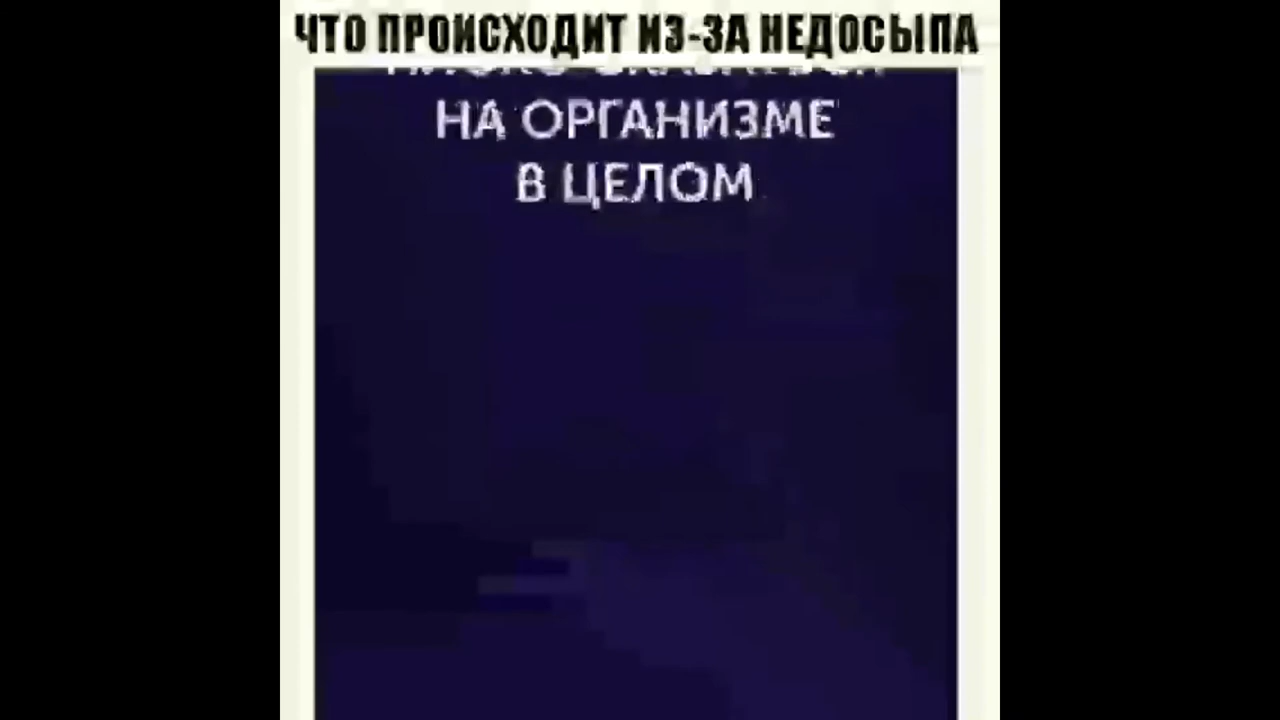 ЧТО ПРОИСХОДИТ ИЗ-ЗА НЕДОСЫПА
НА ОРГАНИЗМЕ
В ЦЕЛОМ